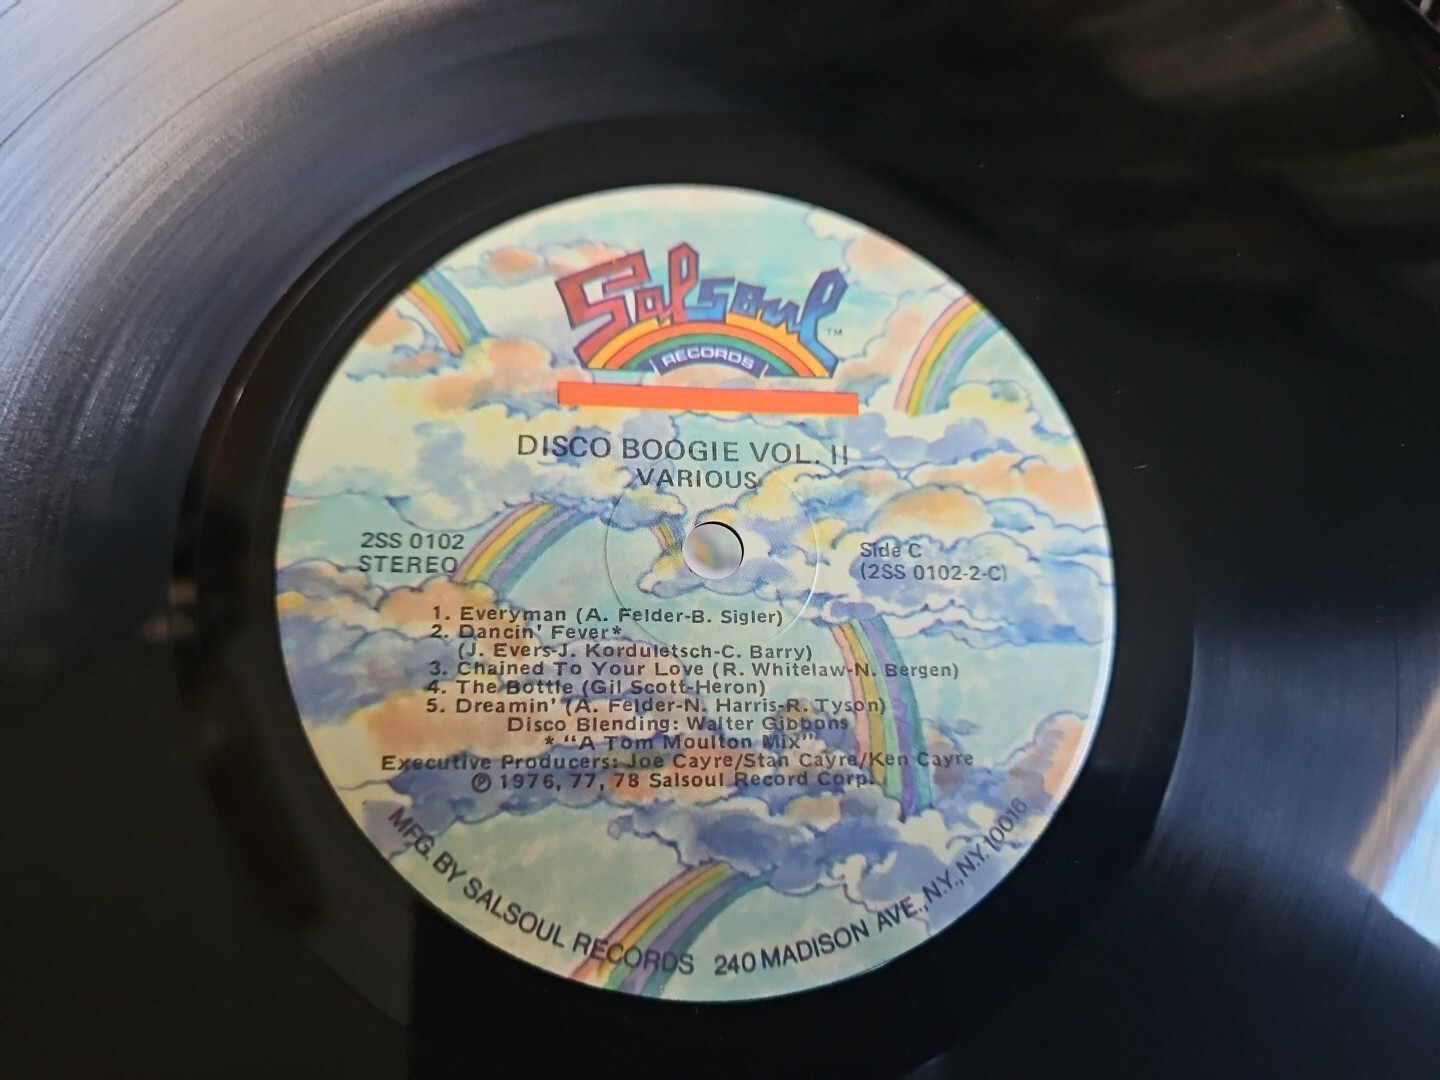 Salsoul
TM
RECORDS
DISCO BOOGIE VOL. II
VARIOUS
2SS 0102
STEREO
Side C
(2SS 0102-2-C)
1. Everyman (A. Felder-B. Sigler)
2. Dancin' Fever*
(J. Evers-J. Korduletsch-C. Barry)
3. Chained To Your Love (R. Whitelaw-N. Bergen)
4. The Bottle (Gil Scott-Heron)
5. Dreamin' (A. Felder-N. Harris-R. Tyson)
Disco Blending: Walter Gibbons
* "A Tom Moulton Mix"
Executive Producers: Joe Cayre/Stan Cayre/Ken Cayre
℗ 1976, 77, 78 Salsoul Record Corp.
MFG. BY SALSOUL RECORDS 240 MADISON AVE., N.Y., N.Y. 10016